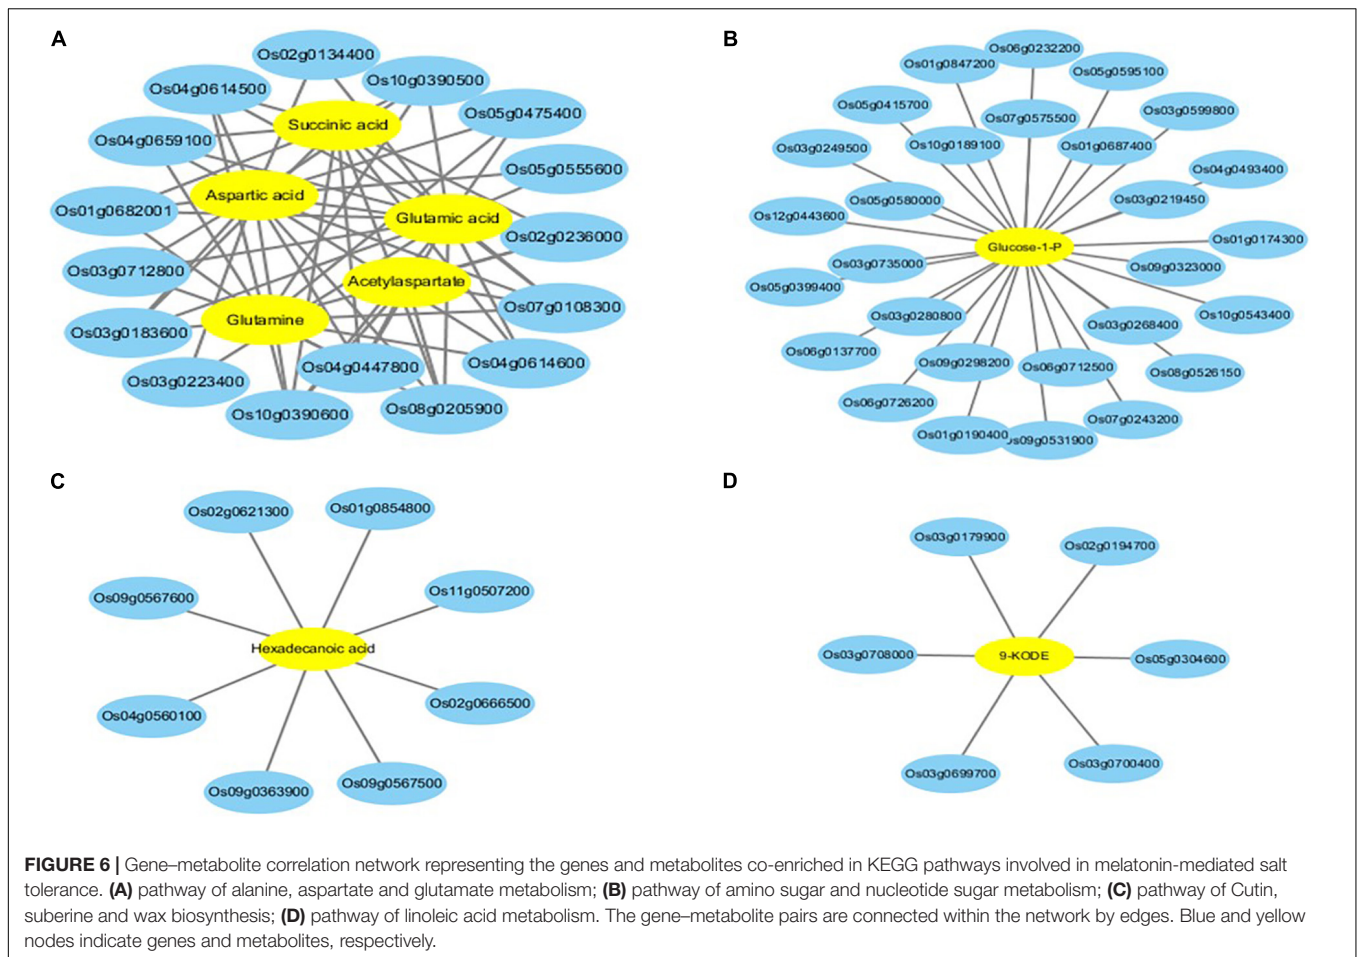 A
Os02g0134400
Os10g0390500
Os04g0614500
Os05g0475400
Succinic acid
Os04g0659100
Os05g0555600
Aspartic acid
Os01g0682001
Glutamic acid
Os02g0236000
Os03g0712800
Acetylaspartate
Os07g0108300
Os03g0183600
Glutamine
Os04g0614600
Os04g0447800
Os03g0223400
Os10g0390600
Os08g0205900
B
Os06g0232200
Os01g0847200
Os05g0595100
Os05g0415700
Os03g0599800
Os07g0575500
Os03g0249500
Os10g0189100
Os01g0687400
Os04g0493400
Os05g0580000
Os03g0219450
Os12g0443600
Os01g0174300
Glucose-1-P
Os03g0735000
Os09g0323000
Os05g0399400
Os10g0543400
Os03g0280800
Os03g0268400
Os06g0137700
Os09g0298200
Os06g0712500
Os08g0526150
Os06g0726200
Os07g0243200
Os01g0190400
Os09g0531900
C
Os02g0621300
Os01g0854800
Os09g0567600
Os11g0507200
Hexadecanoic acid
Os04g0560100
Os02g0666500
Os09g0363900
Os09g0567500
D
Os03g0179900
Os02g0194700
Os03g0708000
9-KODE
Os05g0304600
Os03g0699700
Os03g0700400
FIGURE 6 | Gene–metabolite correlation network representing the genes and metabolites co-enriched in KEGG pathways involved in melatonin-mediated salt
tolerance. (A) pathway of alanine, aspartate and glutamate metabolism; (B) pathway of amino sugar and nucleotide sugar metabolism; (C) pathway of Cutin,
suberine and wax biosynthesis; (D) pathway of linoleic acid metabolism. The gene–metabolite pairs are connected within the network by edges. Blue and yellow
nodes indicate genes and metabolites, respectively.